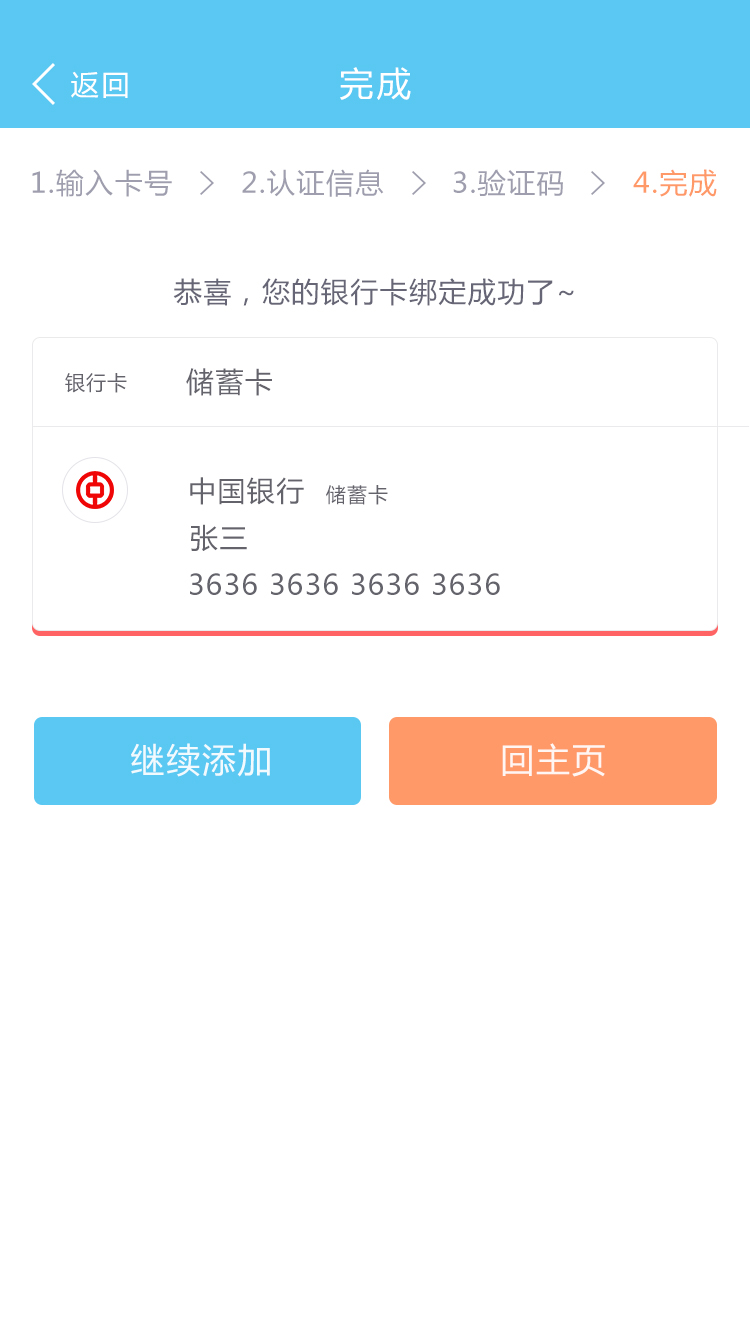 返回 完成
1.输入卡号 > 2.认证信息 > 3.验证码 > 4.完成
恭喜，您的银行卡绑定成功了~
银行卡 储蓄卡
中国银行 储蓄卡
张三
3636 3636 3636 3636
继续添加 回主页